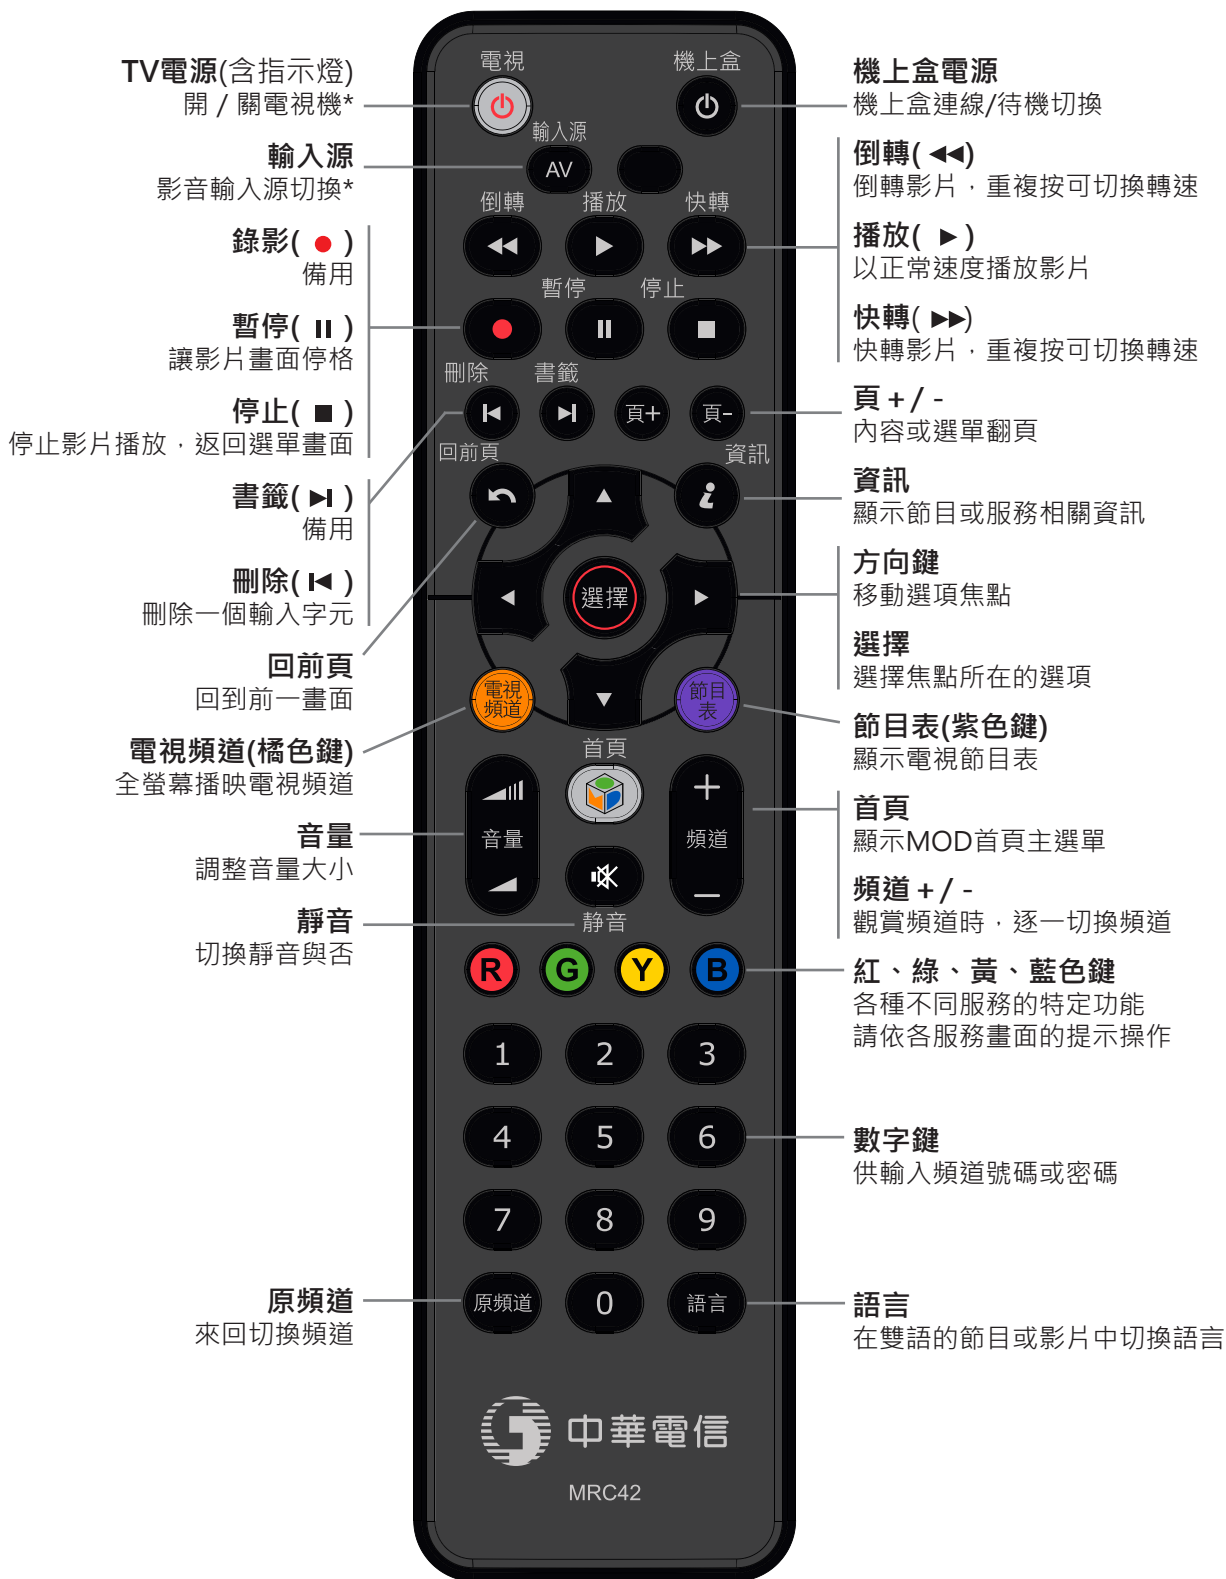 TV電源(含指示燈)
開 / 關電視機*
輸入源
影音輸入源切換*
錄影( ● )
備用
暫停( II )
讓影片畫面停格
停止( ■ )
停止影片播放，返回選單畫面
書籤( ▶I )
備用
刪除( I◀ )
刪除一個輸入字元
回前頁
回到前一畫面
電視頻道(橘色鍵)
全螢幕播映電視頻道
音量
調整音量大小
靜音
切換靜音與否
原頻道
來回切換頻道
電視
機上盒
輸入源
AV
倒轉
播放
快轉
暫停
停止
刪除
書籤
頁+
頁-
回前頁
資訊
選擇
電視
頻道
節目
表
首頁
音量
頻道
靜音
R
G
Y
B
1
2
3
4
5
6
7
8
9
原頻道
0
語言
中華電信
MRC42
機上盒電源
機上盒連線/待機切換
倒轉( ◀◀)
倒轉影片，重複按可切換轉速
播放( ▶ )
以正常速度播放影片
快轉( ▶▶)
快轉影片，重複按可切換轉速
頁 + / -
內容或選單翻頁
資訊
顯示節目或服務相關資訊
方向鍵
移動選項焦點
選擇
選擇焦點所在的選項
節目表(紫色鍵)
顯示電視節目表
首頁
顯示MOD首頁主選單
頻道 + / -
觀賞頻道時，逐一切換頻道
紅、綠、黃、藍色鍵
各種不同服務的特定功能
請依各服務畫面的提示操作
數字鍵
供輸入頻道號碼或密碼
語言
在雙語的節目或影片中切換語言